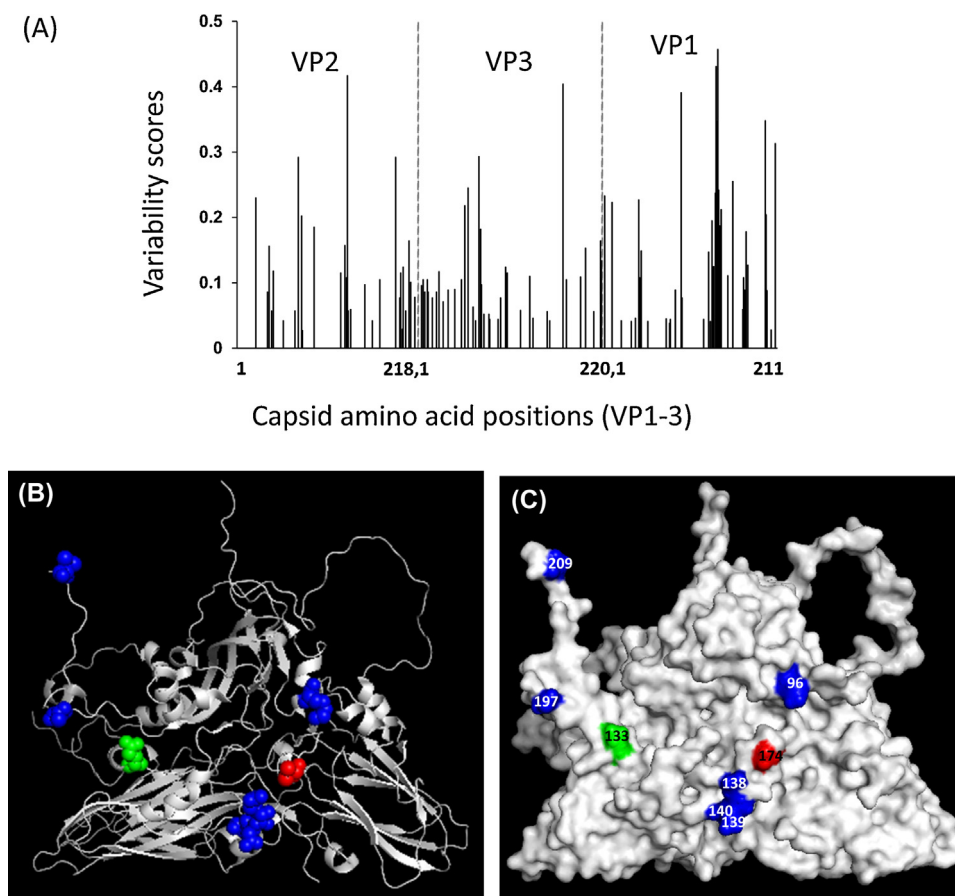 (A)
0.5
0.4
0.3
0.2
0.1
0
Variability scores
VP2
VP3
VP1
1
218,1
220,1
211
Capsid amino acid positions (VP1-3)
(B)
(C)
209
197
133
96
174
138
140
139